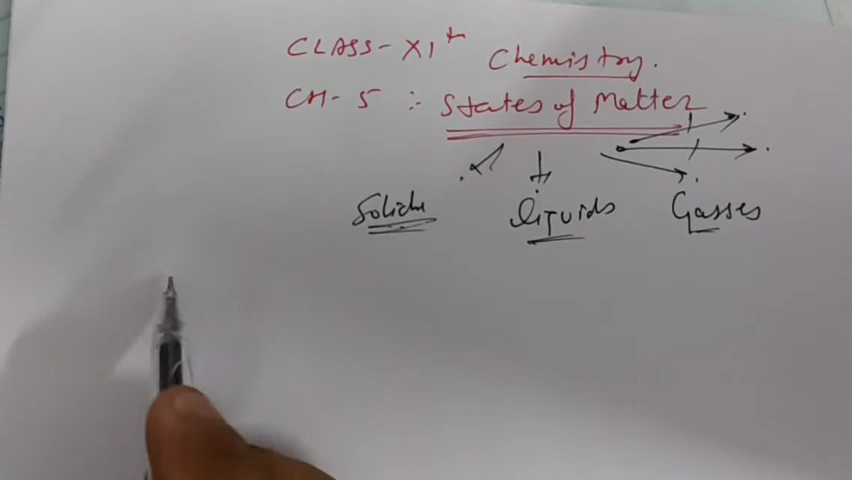 CLASS-XIth Chemistry.
CH-5 :- States of Matter
Solids liquids Gasses